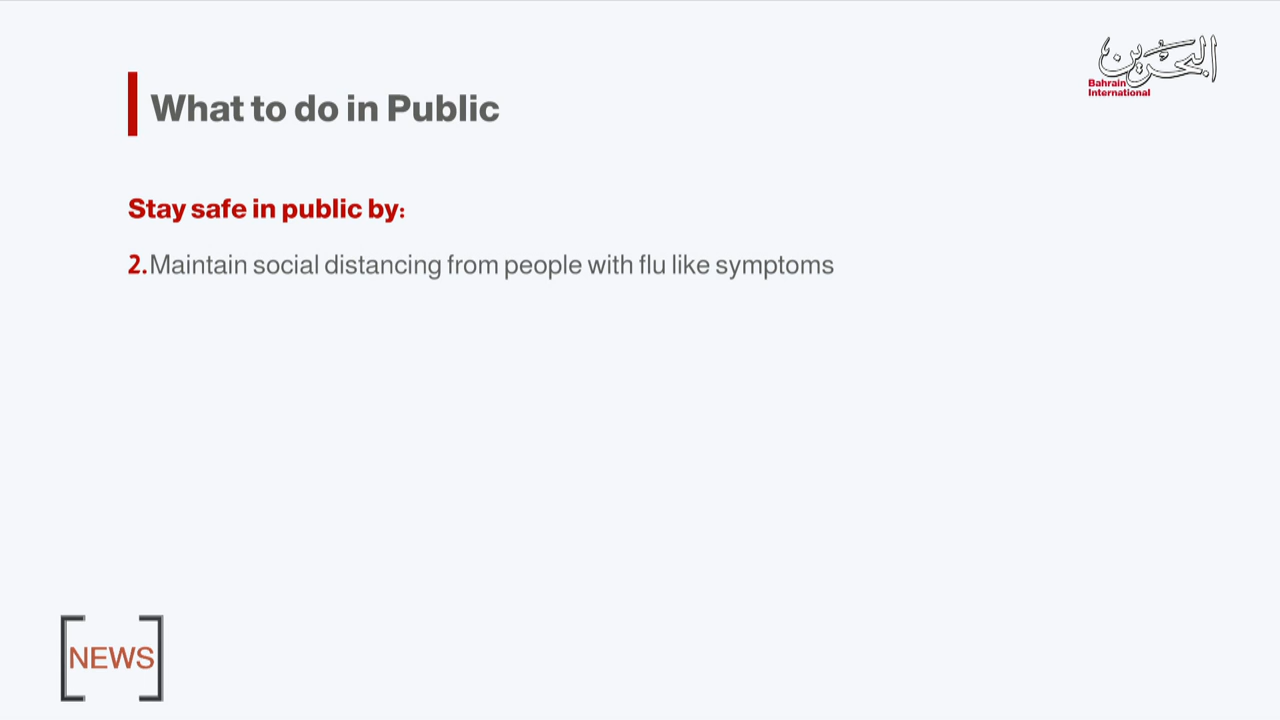 البحرين
Bahrain
International
What to do in Public
Stay safe in public by:
2.Maintain social distancing from people with flu like symptoms
NEWS